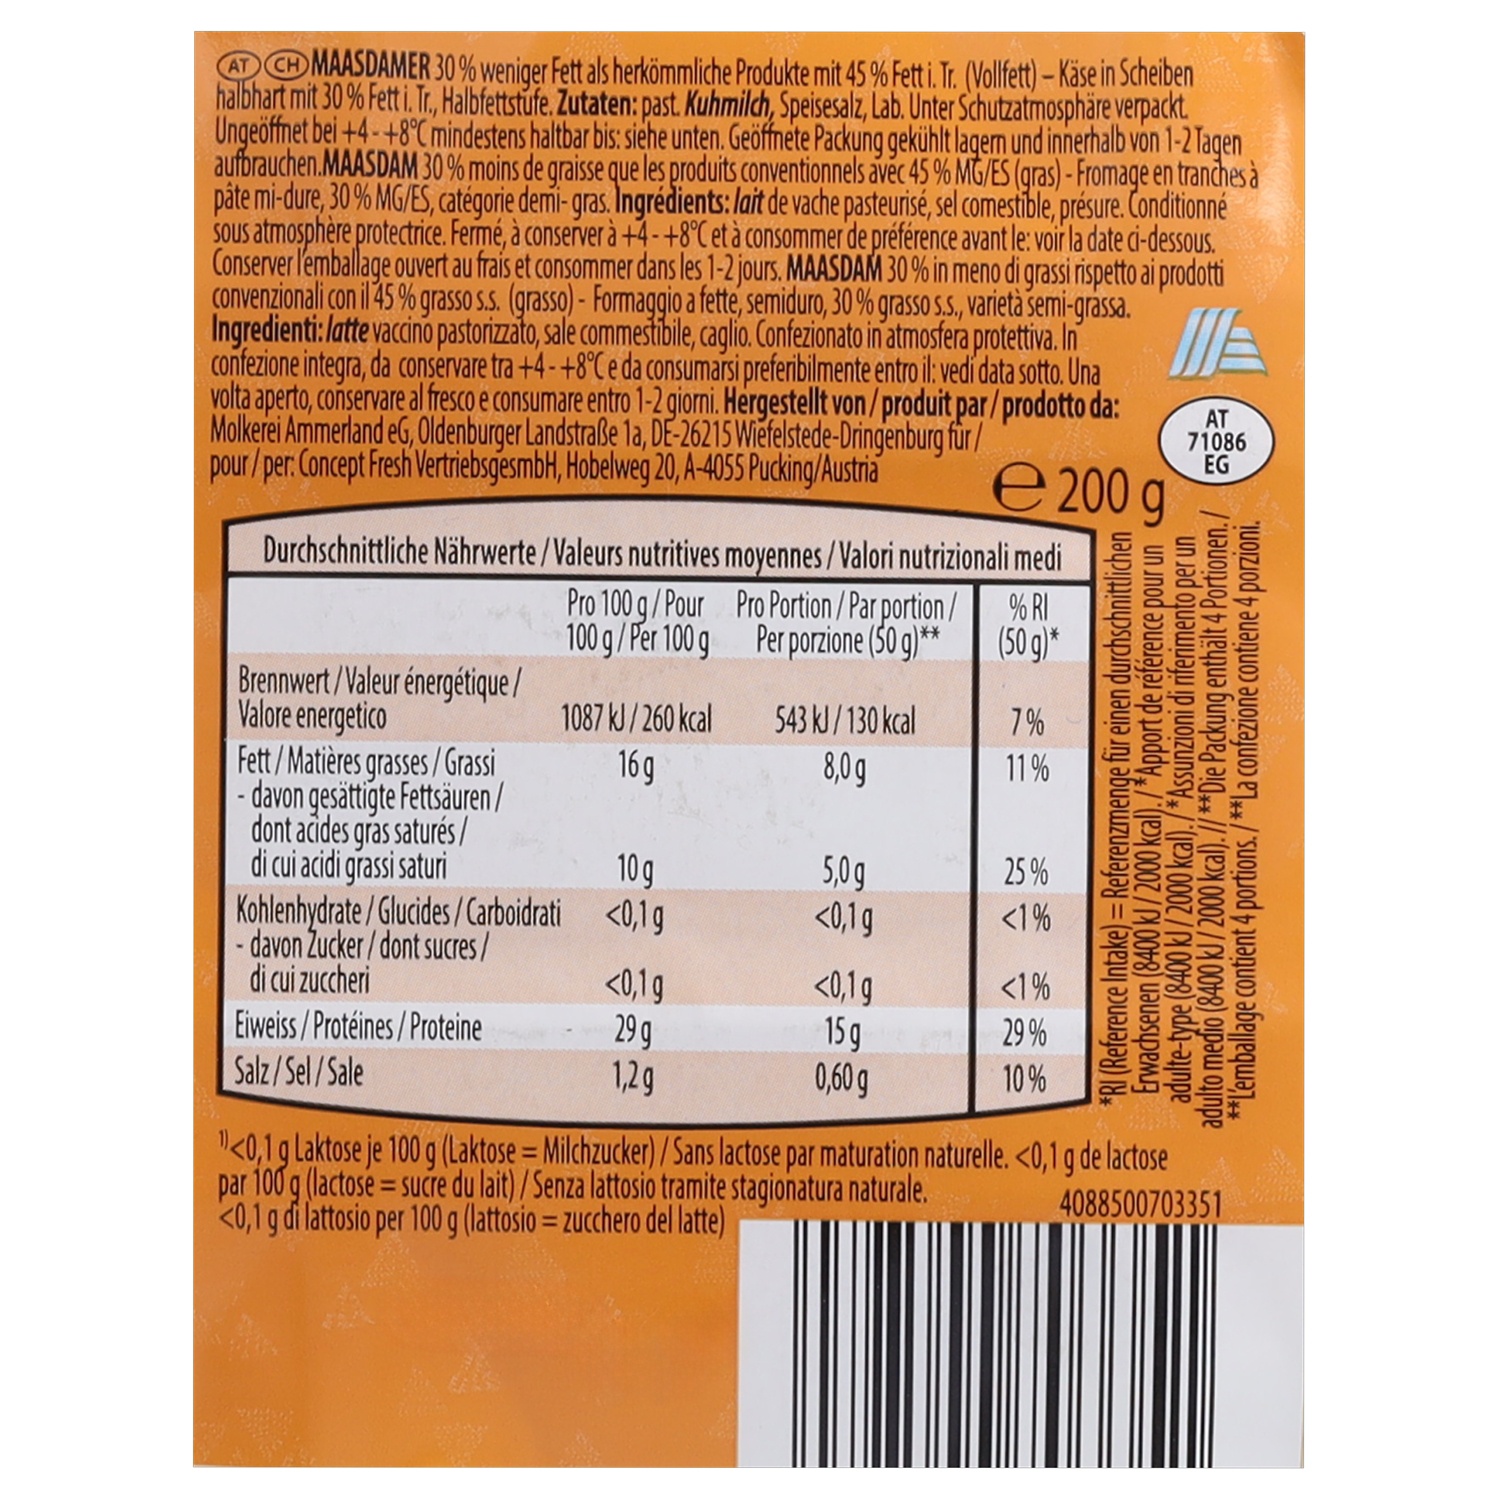 AT CH MAASDAMER 30 % weniger Fett als herkömmliche Produkte mit 45 % Fett i. Tr. (Vollfett) – Käse in Scheiben
halbhart mit 30 % Fett i. Tr., Halbfettstufe. Zutaten: past. Kuhmilch, Speisesalz, Lab. Unter Schutzatmosphäre verpackt.
Ungeöffnet bei +4 - +8°C mindestens haltbar bis: siehe unten. Geöffnete Packung gekühlt lagern und innerhalb von 1-2 Tagen
aufbrauchen. MAASDAM 30 % moins de graisse que les produits conventionnels avec 45 % MG/ES (gras) - Fromage en tranches à
pâte mi-dure, 30 % MG/ES, catégorie demi- gras. Ingrédients: lait de vache pasteurisé, sel comestible, présure. Conditionné
sous atmosphère protectrice. Fermé, à conserver à +4 - +8°C et à consommer de préférence avant le: voir la date ci-dessous.
Conserver l'emballage ouvert au frais et consommer dans les 1-2 jours. MAASDAM 30 % in meno di grassi rispetto ai prodotti
convenzionali con il 45 % grasso s.s. (grasso) - Formaggio a fette, semiduro, 30 % grasso s.s., varietà semi-grassa.
Ingredienti: latte vaccino pastorizzato, sale commestibile, caglio. Confezionato in atmosfera protettiva. In
confezione integra, da conservare tra +4 - +8°C e da consumarsi preferibilmente entro il: vedi data sotto. Una
volta aperto, conservare al fresco e consumare entro 1-2 giorni. Hergestellt von / produit par / prodotto da:
Molkerei Ammerland eG, Oldenburger Landstraße 1a, DE-26215 Wiefelstede-Dringenburg für /
pour / per: Concept Fresh VertriebsgesmbH, Hobelweg 20, A-4055 Pucking/Austria
AT
71086
EG
e 200 g
Durchschnittliche Nährwerte / Valeurs nutritives moyennes / Valori nutrizionali medi
Pro 100 g / Pour Pro Portion / Par portion / % RI
100 g / Per 100 g Per porzione (50 g)** (50 g)*
Brennwert / Valeur énergétique /
Valore energetico 1087 kJ / 260 kcal 543 kJ / 130 kcal 7 %
Fett / Matières grasses / Grassi 16 g 8,0 g 11 %
- davon gesättigte Fettsäuren /
dont acides gras saturés /
di cui acidi grassi saturi 10 g 5,0 g 25 %
Kohlenhydrate / Glucides / Carboidrati <0,1 g <0,1 g <1 %
- davon Zucker / dont sucres /
di cui zuccheri <0,1 g <0,1 g <1 %
Eiweiss / Protéines / Proteine 29 g 15 g 29 %
Salz / Sel / Sale 1,2 g 0,60 g 10 %
*RI (Reference Intake) = Referenzmenge für einen durchschnittlichen
Erwachsenen (8400 kJ / 2000 kcal). / *Apport de référence pour un
adulte-type (8400 kJ / 2000 kcal). / *Assunzioni di riferimento per un
adulto medio (8400 kJ / 2000 kcal). // **Die Packung enthält 4 Portionen. /
**L'emballage contient 4 portions. / **La confezione contiene 4 porzioni.
1) <0,1 g Laktose je 100 g (Laktose = Milchzucker) / Sans lactose par maturation naturelle. <0,1 g de lactose
par 100 g (lactose = sucre du lait) / Senza lattosio tramite stagionatura naturale.
<0,1 g di lattosio per 100 g (lattosio = zucchero del latte)
4088500703351